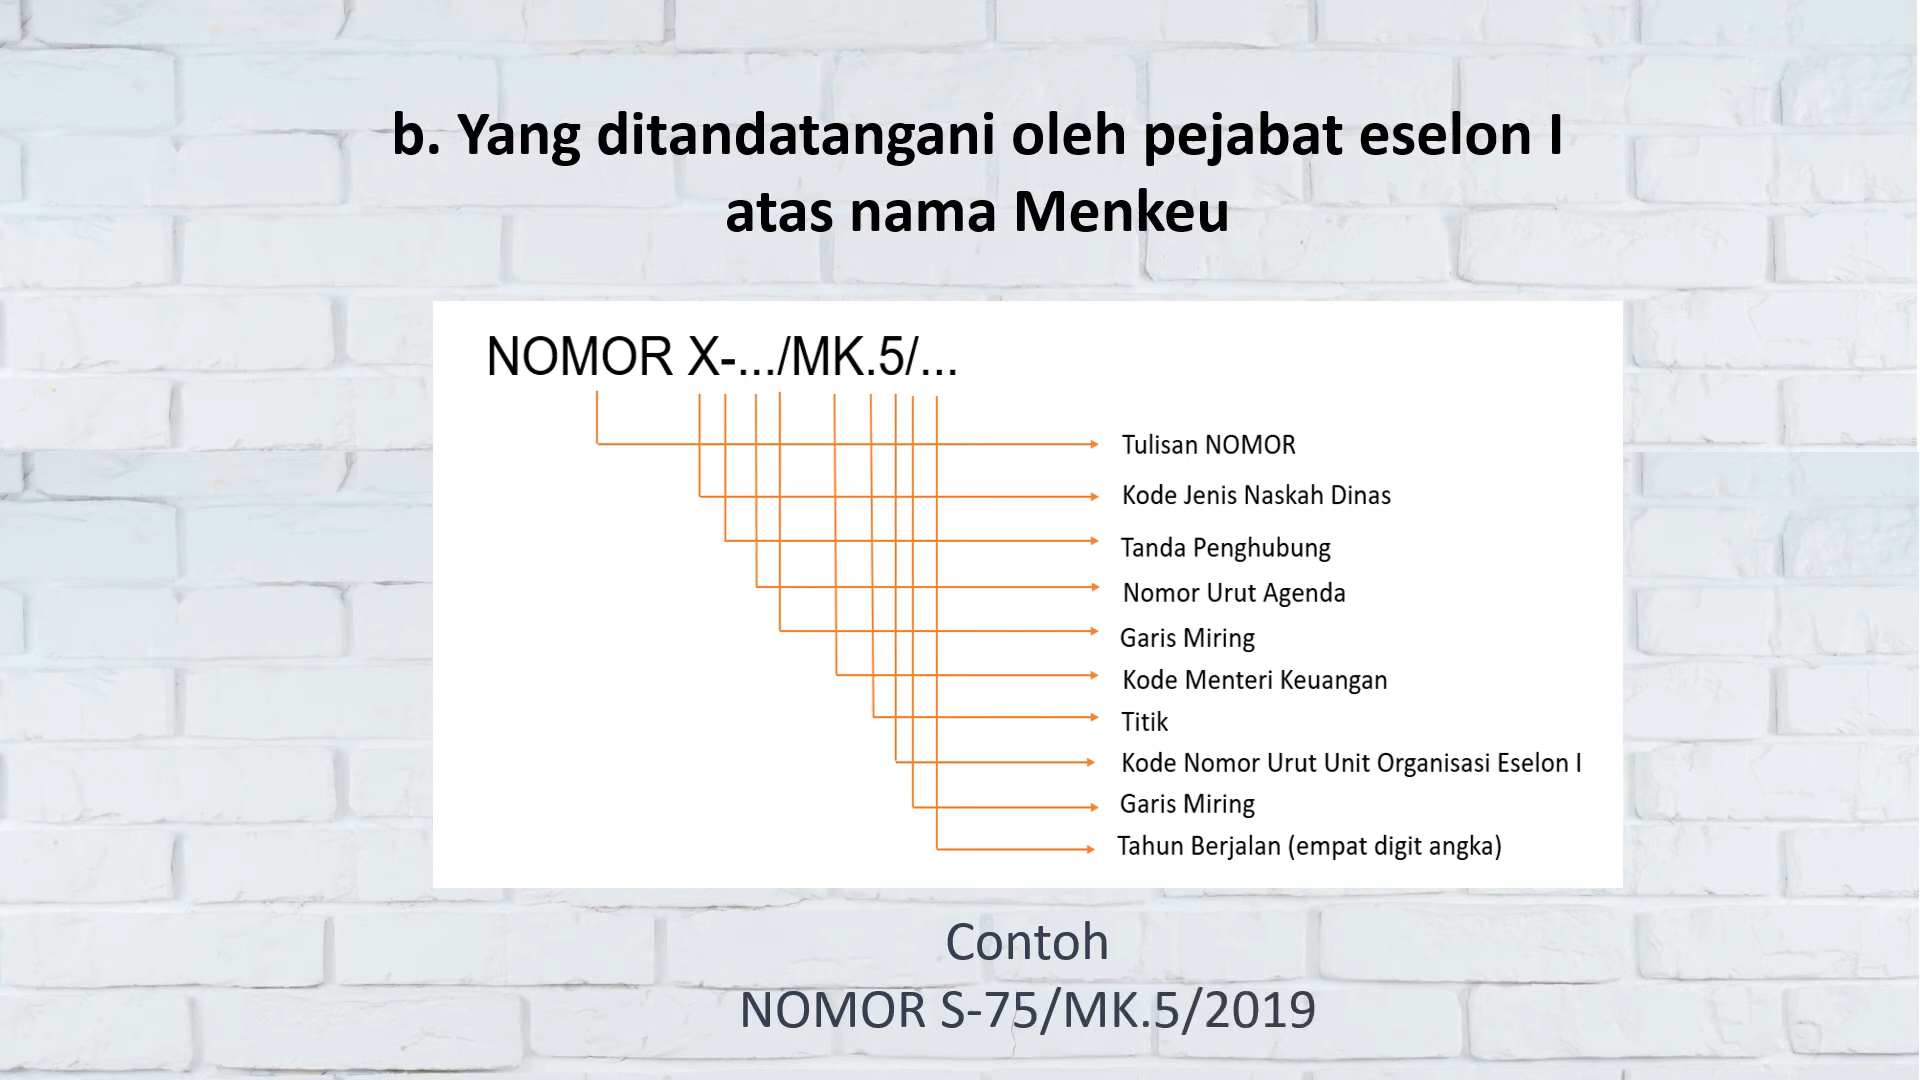 b. Yang ditandatangani oleh pejabat eselon I
atas nama Menkeu
NOMOR X-.../MK.5/...
Tulisan NOMOR
Kode Jenis Naskah Dinas
Tanda Penghubung
Nomor Urut Agenda
Garis Miring
Kode Menteri Keuangan
Titik
Kode Nomor Urut Unit Organisasi Eselon I
Garis Miring
Tahun Berjalan (empat digit angka)
Contoh
NOMOR S-75/MK.5/2019